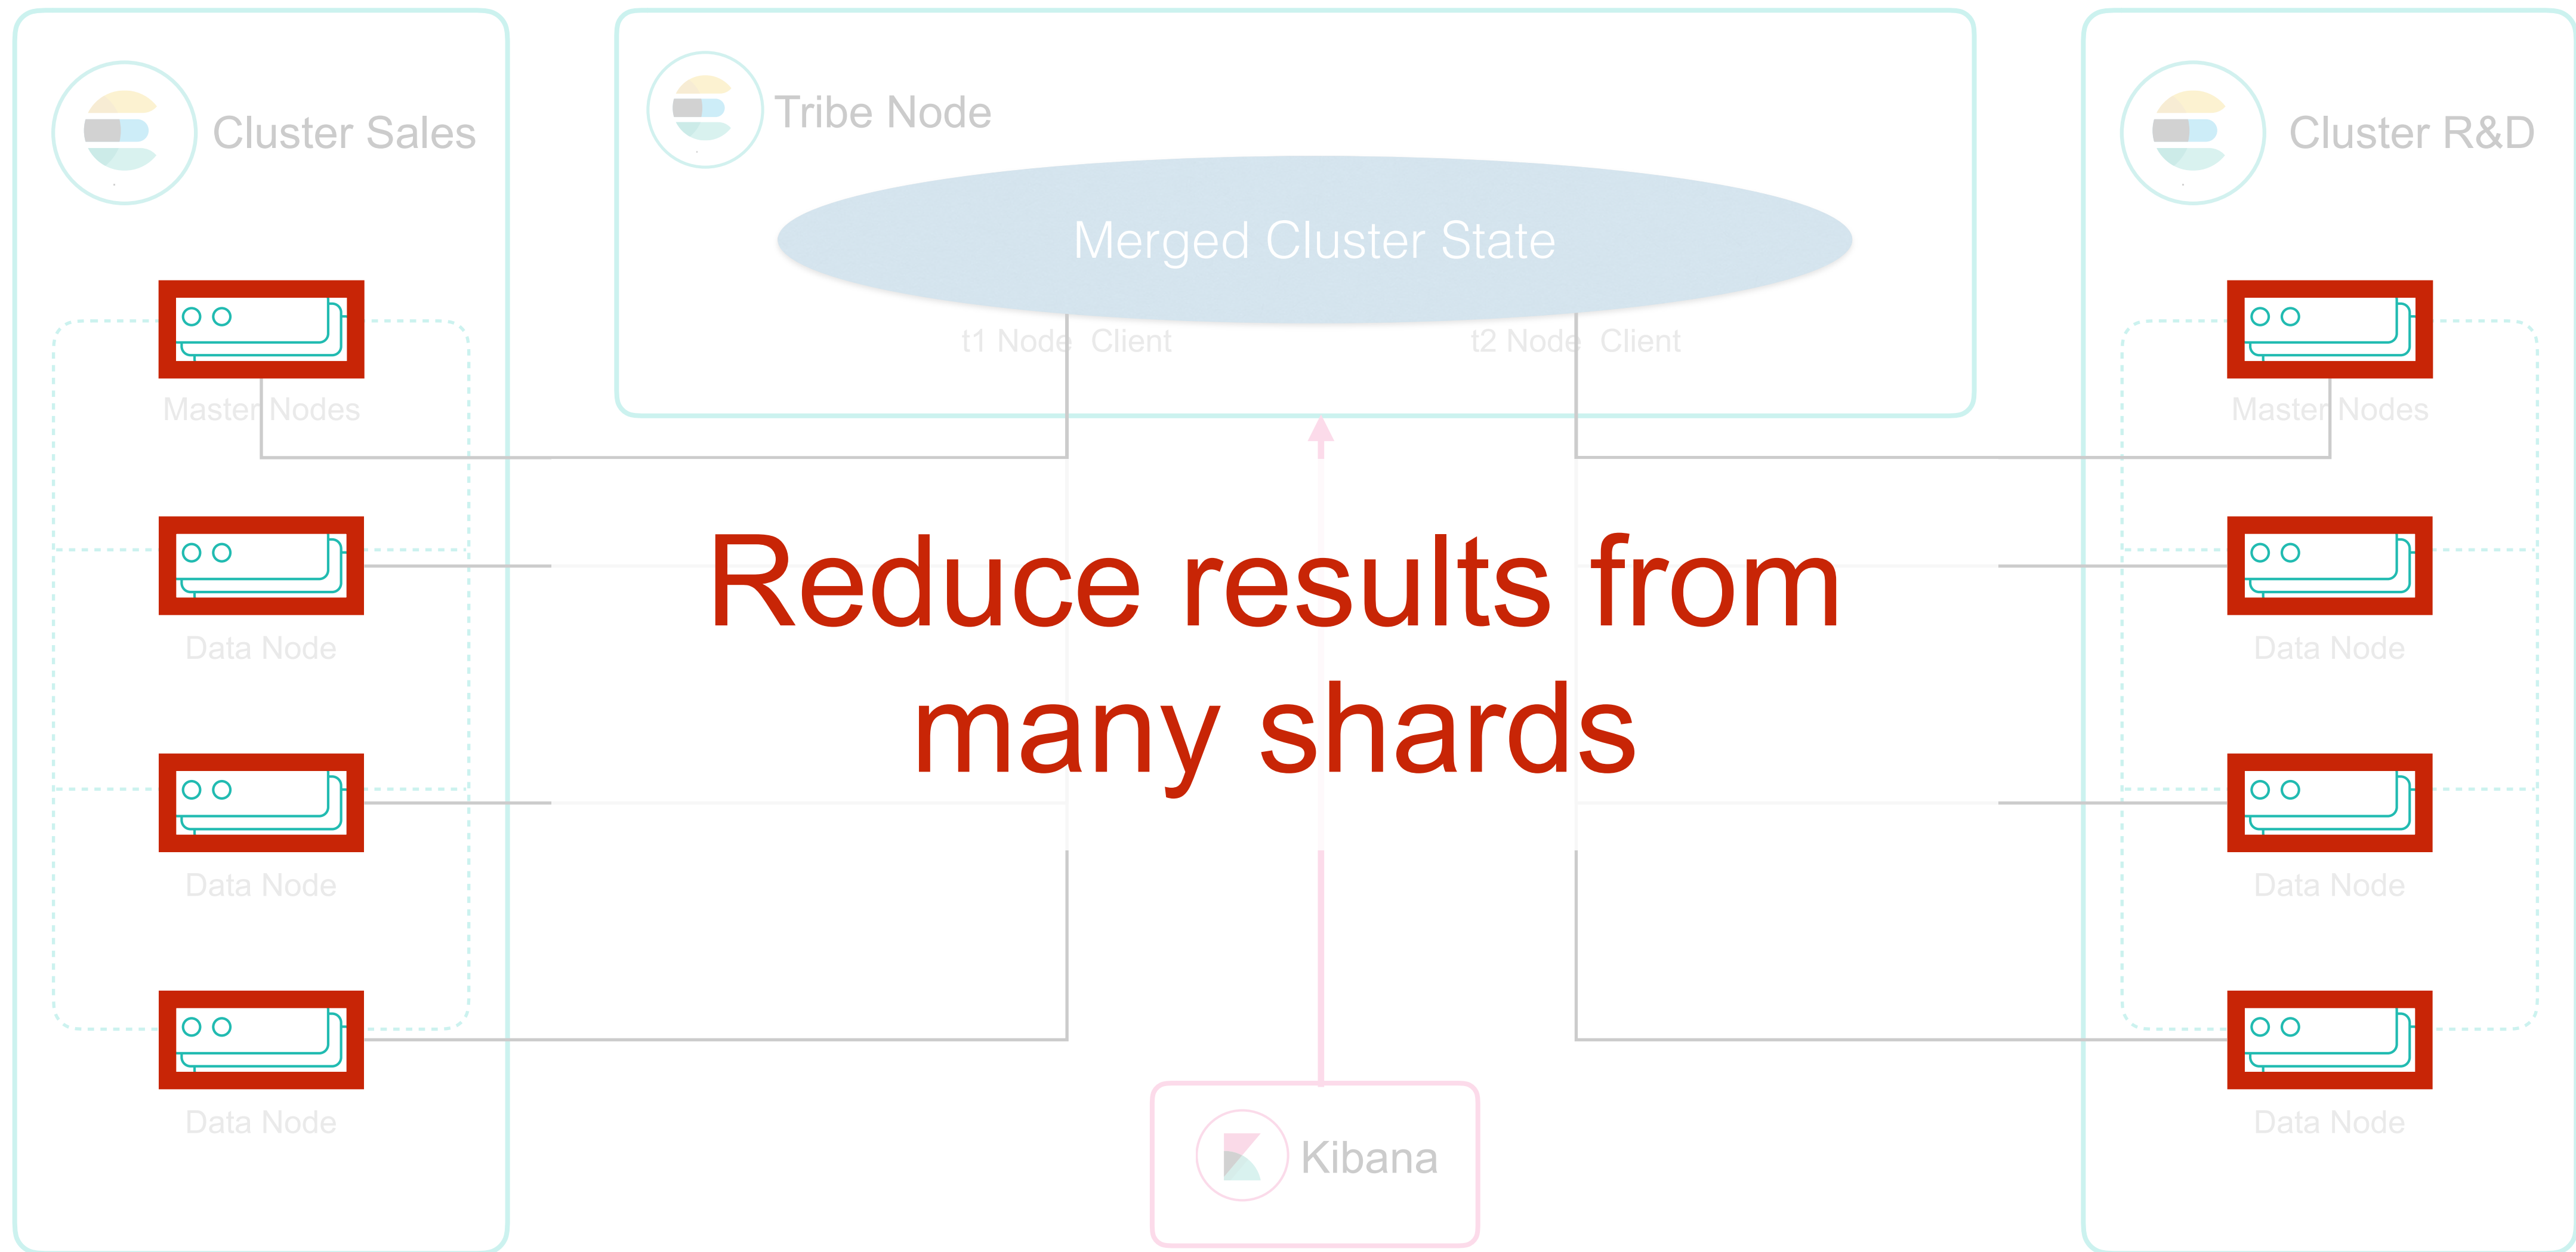 Cluster Sales
Master Nodes
Data Node
Data Node
Data Node
Tribe Node
Merged Cluster State
t1 Node Client
t2 Node Client
Reduce results from
many shards
Kibana
Cluster R&D
Master Nodes
Data Node
Data Node
Data Node